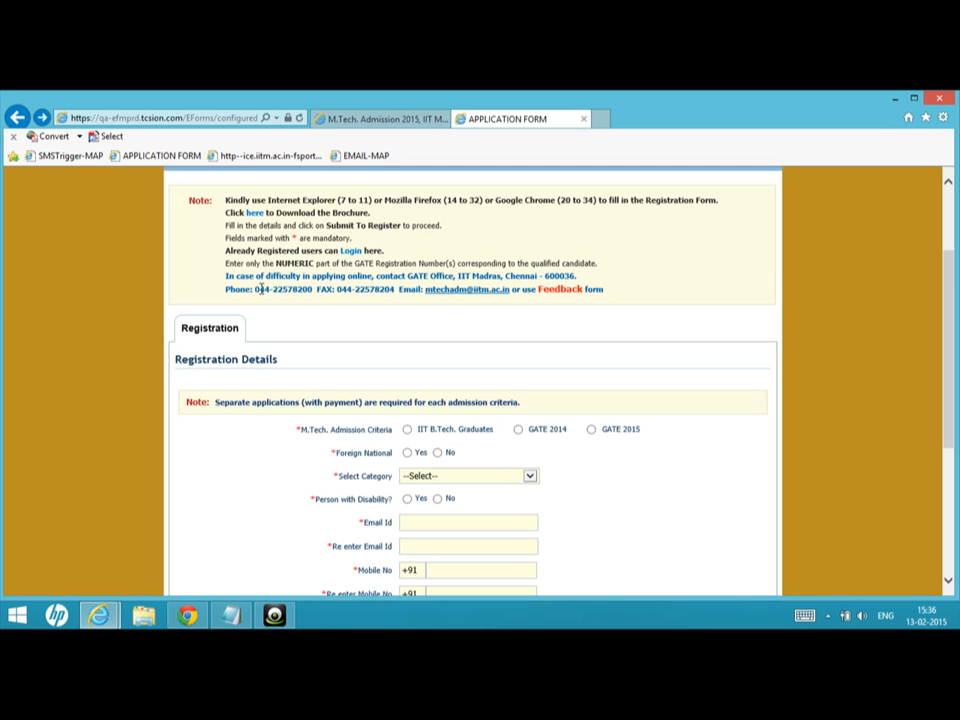 https://qa-efmprd.tcsion.com/EForms/configured
M.Tech. Admission 2015, IIT M...
APPLICATION FORM
Convert
Select
SMSTrigger-MAP
APPLICATION FORM
http--ice.iitm.ac.in-fsport...
EMAIL-MAP
Note: Kindly use Internet Explorer (7 to 11) or Mozilla Firefox (14 to 32) or Google Chrome (20 to 34) to fill in the Registration Form.
Click here to Download the Brochure.
Fill in the details and click on Submit To Register to proceed.
Fields marked with * are mandatory.
Already Registered users can Login here.
Enter only the NUMERIC part of the GATE Registration Number(s) corresponding to the qualified candidate.
In case of difficulty in applying online, contact GATE Office, IIT Madras, Chennai - 600036.
Phone: 044-22578200 FAX: 044-22578204 Email: mtechadm@iitm.ac.in or use Feedback form
Registration
Registration Details
Note: Separate applications (with payment) are required for each admission criteria.
*M.Tech. Admission Criteria IIT B.Tech. Graduates GATE 2014 GATE 2015
*Foreign National Yes No
*Select Category --Select--
*Person with Disability? Yes No
*Email Id
*Re enter Email Id
*Mobile No +91
*Re enter Mobile No +91
hp
ENG
15:36
13-02-2015